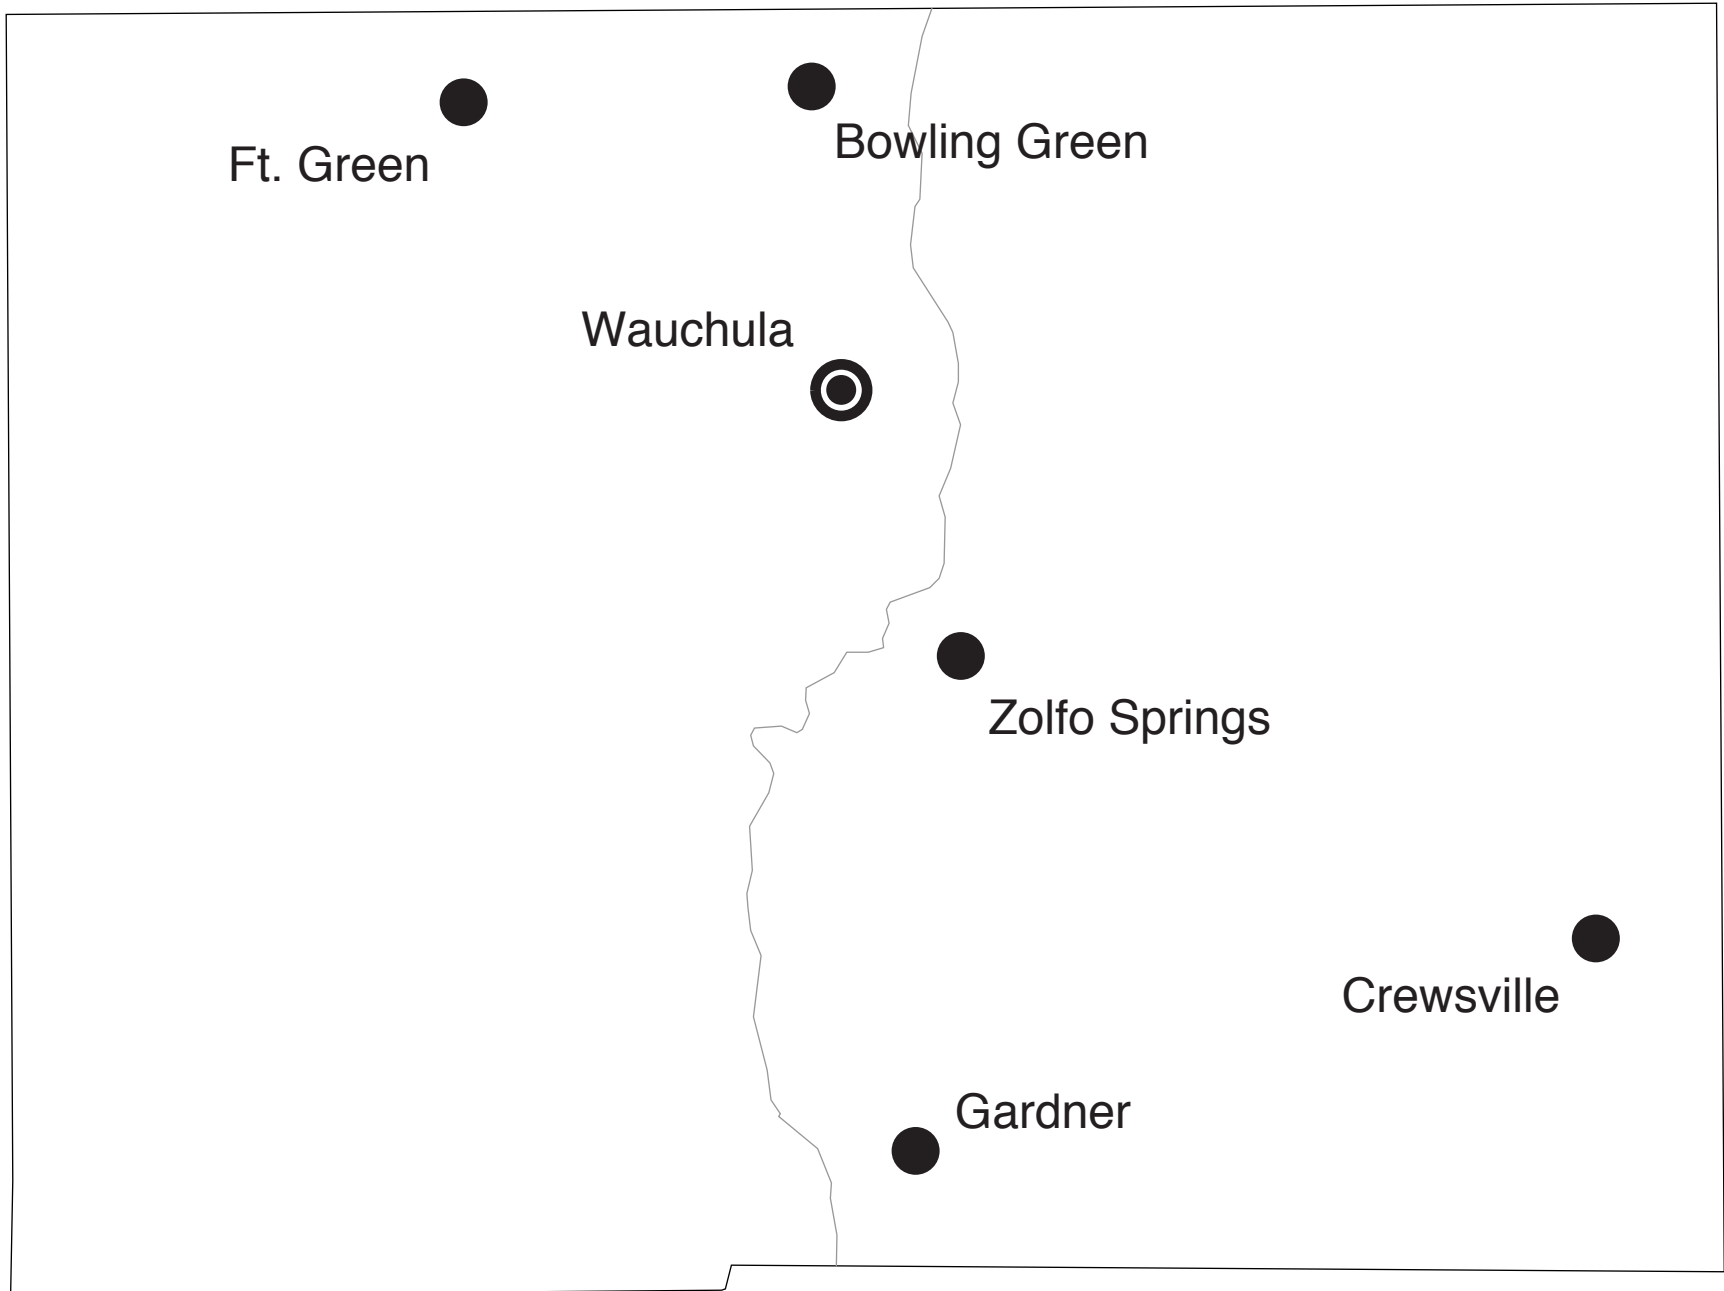 Bowling Green
Ft. Green
Wauchula
Zolfo Springs
Crewsville
Gardner